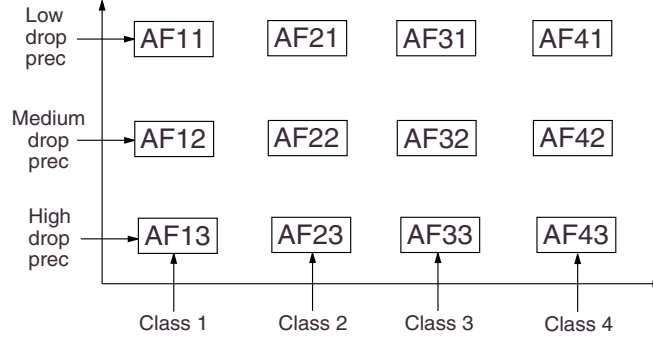 Low
drop
prec
AF11 AF21 AF31 AF41
Medium
drop
prec
AF12 AF22 AF32 AF42
High
drop
prec
AF13 AF23 AF33 AF43
Class 1 Class 2 Class 3 Class 4